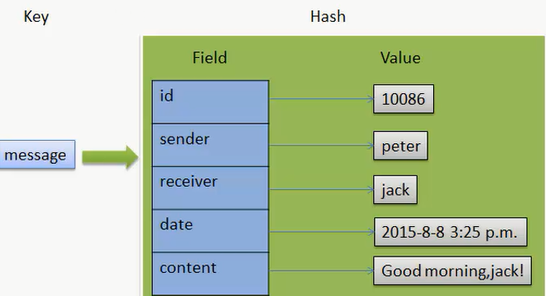 Key Hash
Field Value
id 10086
sender peter
message
receiver jack
date 2015-8-8 3:25 p.m.
content Good morning,jack!